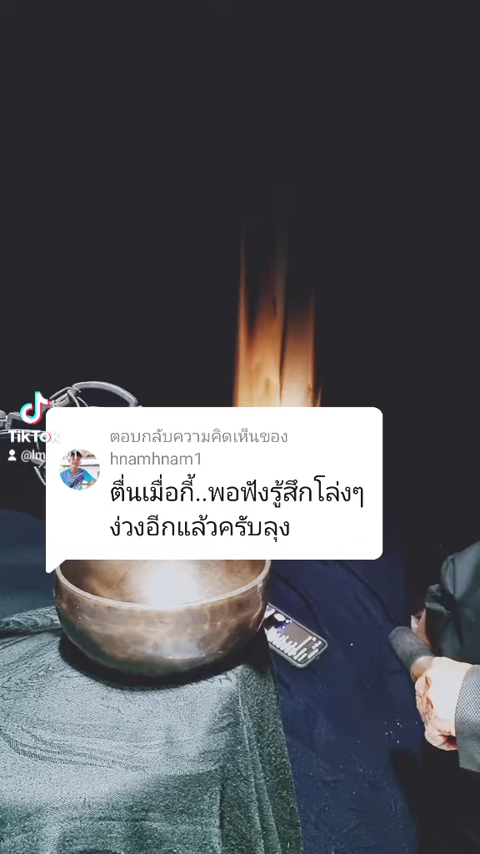 TikTok
ตอบกลับความคิดเห็นของ
hnamhnam1
ตื่นเมื่อกี้..พอฟังรู้สึกโล่งๆ
ง่วงอีกแล้วครับลุง